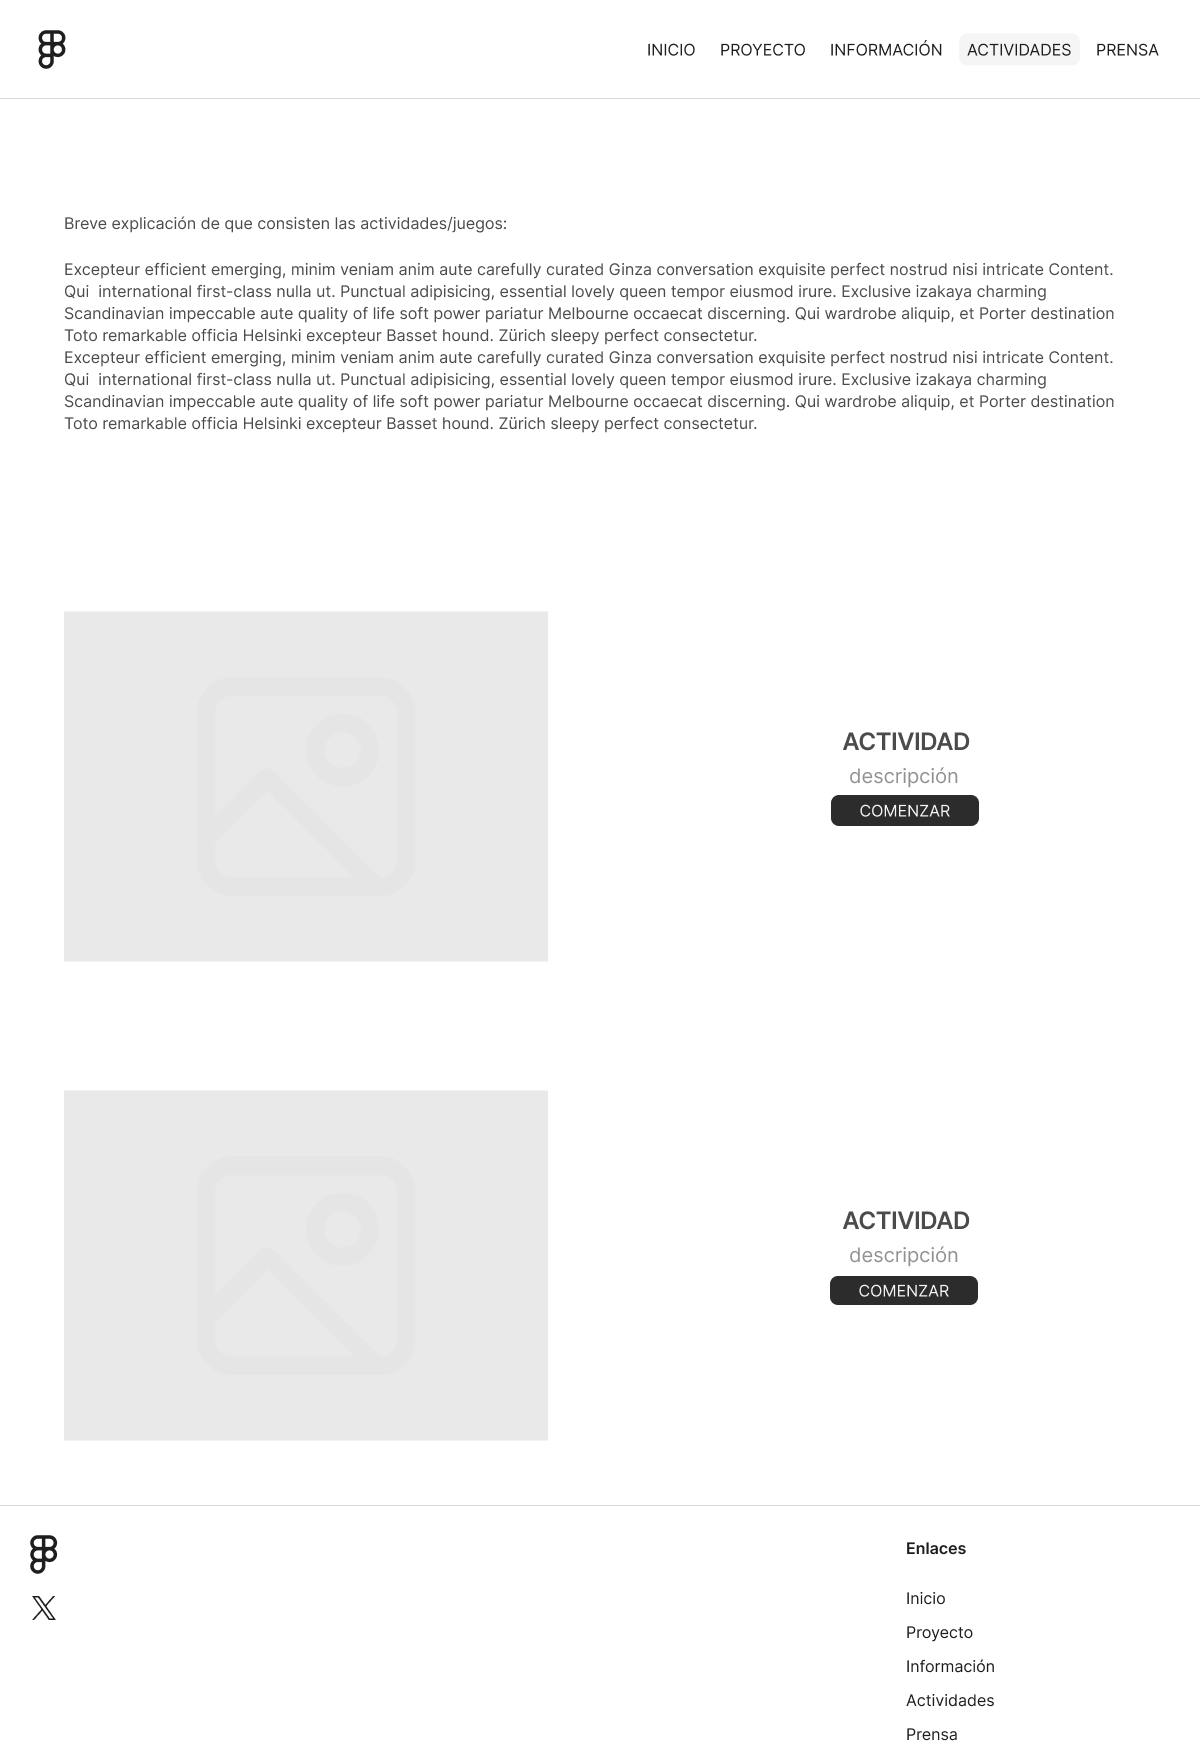 INICIO PROYECTO INFORMACIÓN ACTIVIDADES PRENSA
Breve explicación de que consisten las actividades/juegos:
Excepteur efficient emerging, minim veniam anim aute carefully curated Ginza conversation exquisite perfect nostrud nisi intricate Content.
Qui  international first-class nulla ut. Punctual adipisicing, essential lovely queen tempor eiusmod irure. Exclusive izakaya charming
Scandinavian impeccable aute quality of life soft power pariatur Melbourne occaecat discerning. Qui wardrobe aliquip, et Porter destination
Toto remarkable officia Helsinki excepteur Basset hound. Zürich sleepy perfect consectetur.
Excepteur efficient emerging, minim veniam anim aute carefully curated Ginza conversation exquisite perfect nostrud nisi intricate Content.
Qui  international first-class nulla ut. Punctual adipisicing, essential lovely queen tempor eiusmod irure. Exclusive izakaya charming
Scandinavian impeccable aute quality of life soft power pariatur Melbourne occaecat discerning. Qui wardrobe aliquip, et Porter destination
Toto remarkable officia Helsinki excepteur Basset hound. Zürich sleepy perfect consectetur.
ACTIVIDAD
descripción
COMENZAR
ACTIVIDAD
descripción
COMENZAR
Enlaces
Inicio
Proyecto
Información
Actividades
Prensa